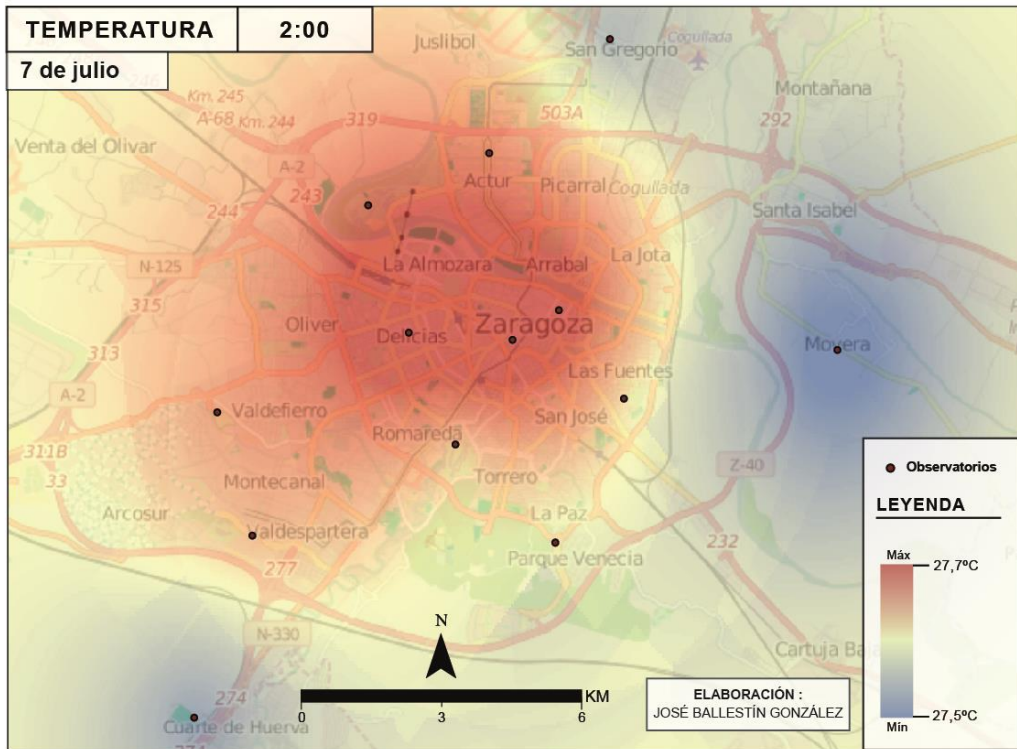 TEMPERATURA 2:00
7 de julio
Juslibol
San Gregorio
Cogullada
Montañana
Km. 245
A-68 Km. 244
319
503A
292
Venta del Olivar
A-2
243
Actur
Picarral
Cogullada
244
Santa Isabel
N-125
La Almozara
Arrabal
La Jota
315
Oliver
Delicias
Zaragoza
Movera
313
Las Fuentes
A-2
Valdefierro
San José
Romareda
311B
33
Z-40
Montecanal
Torrero
Arcosur
La Paz
Valdespartera
Parque Venecia
232
277
N-330
Cartuja Baja
274
Cuarte de Huerva
N
KM
0 3 6
ELABORACIÓN :
JOSÉ BALLESTÍN GONZÁLEZ
Observatorios
LEYENDA
Máx
27,7ºC
27,5ºC
Mín